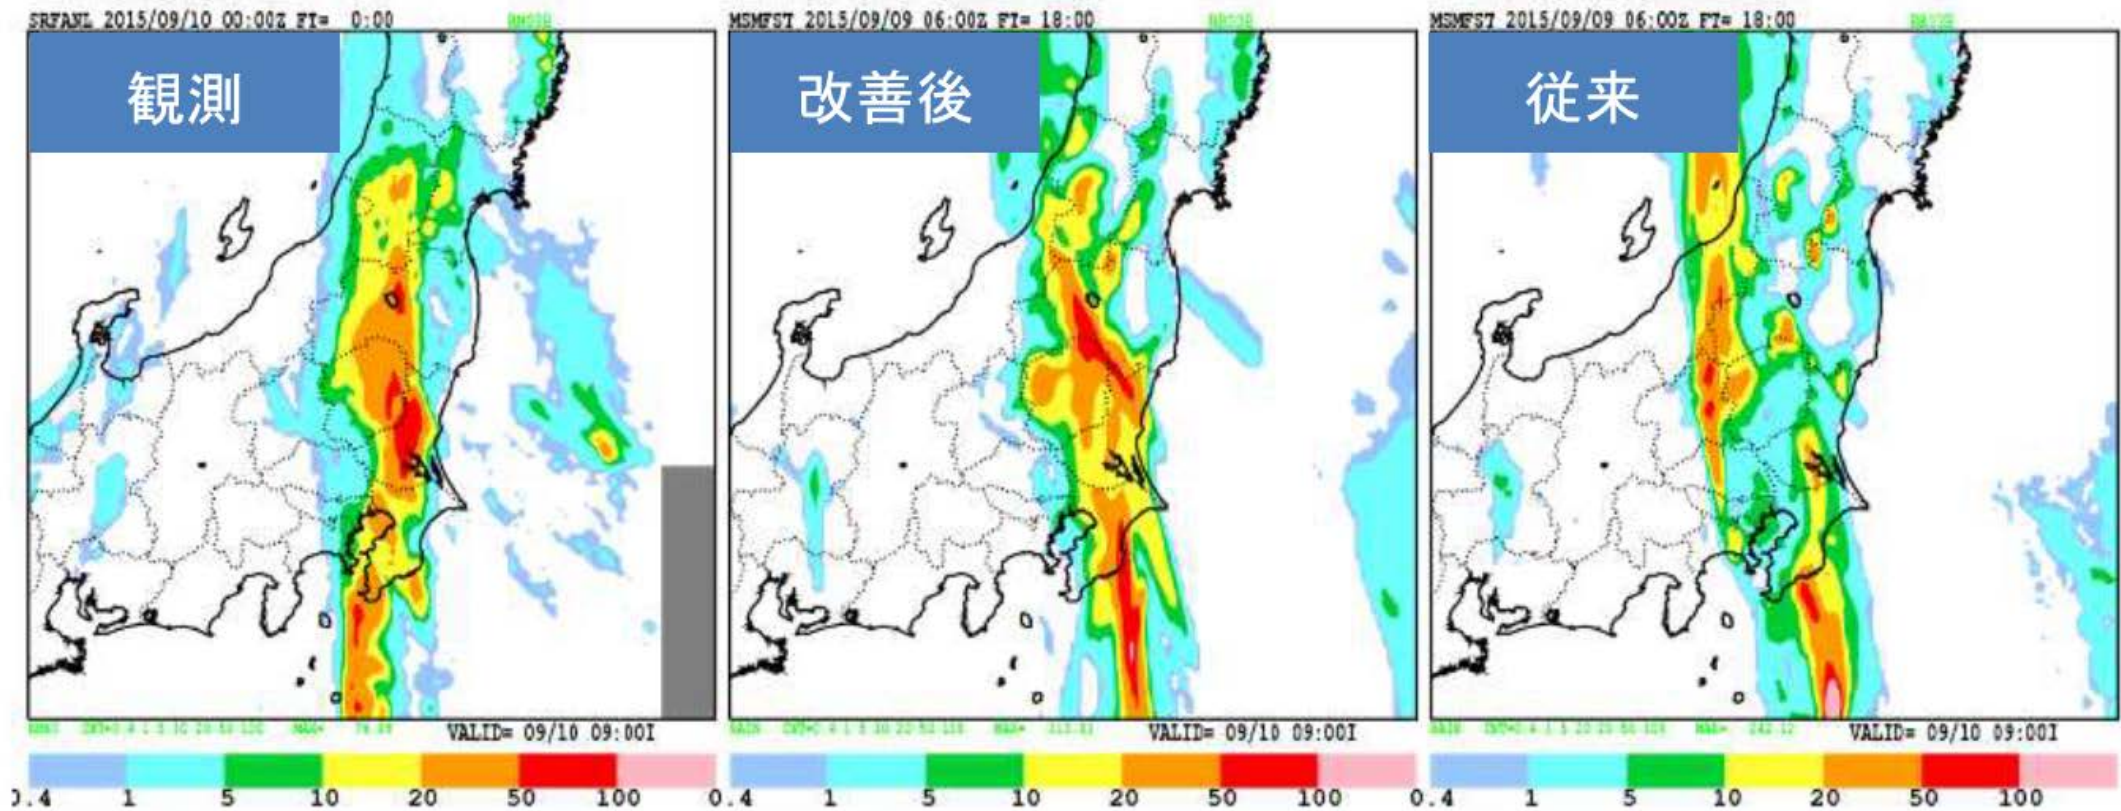 SRFANL 2015/09/10 00:00Z FT= 0:00
観測
VALID= 09/10 09:00I
0.4 1 5 10 20 50 100
MSMFST 2015/09/09 06:00Z FT= 18:00
改善後
VALID= 09/10 09:00I
0.4 1 5 10 20 50 100
MSMFST 2015/09/09 06:00Z FT= 18:00
従来
VALID= 09/10 09:00I
0.4 1 5 10 20 50 100